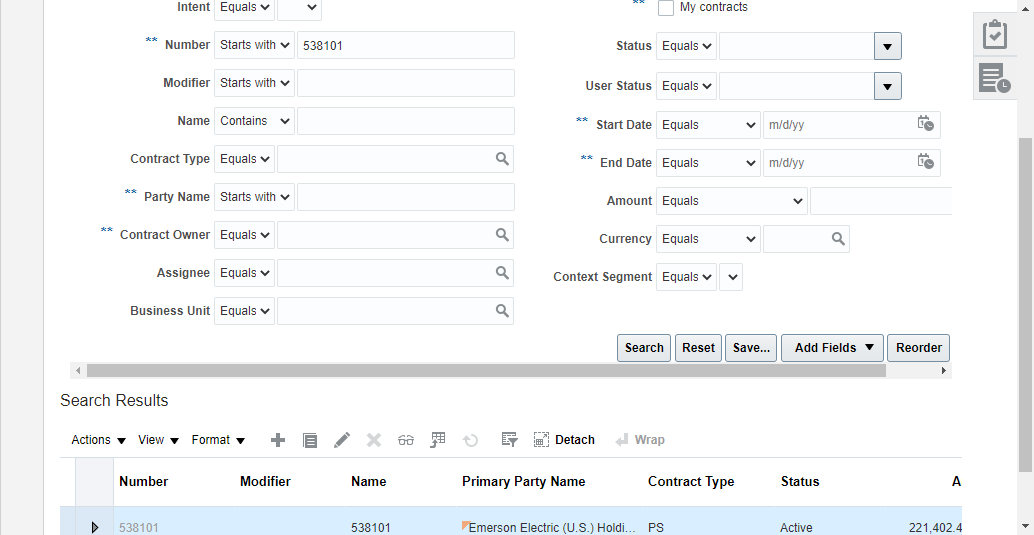 Intent Equals
** My contracts
** Number Starts with 538101
Status Equals
Modifier Starts with
User Status Equals
Name Contains
** Start Date Equals m/d/yy
Contract Type Equals
** End Date Equals m/d/yy
** Party Name Starts with
Amount Equals
** Contract Owner Equals
Currency Equals
Assignee Equals
Context Segment Equals
Business Unit Equals
Search Reset Save... Add Fields Reorder
Search Results
Actions View Format Detach Wrap
Number Modifier Name Primary Party Name Contract Type Status A
538101 538101 Emerson Electric (U.S.) Holdi... PS Active 221,402.4